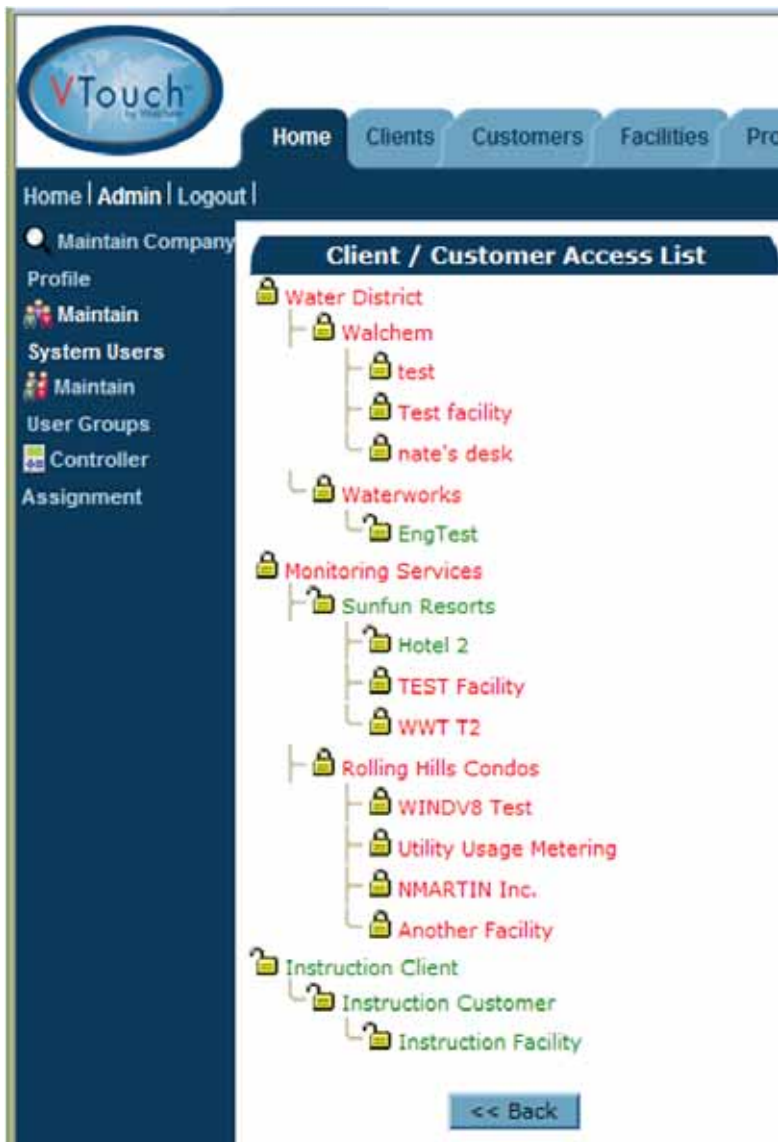 VTouch
by Walchem
Home Clients Customers Facilities Pro
Home | Admin | Logout |
Maintain Company
Profile
Maintain
System Users
Maintain
User Groups
Controller
Assignment
Client / Customer Access List
Water District
Walchem
test
Test facility
nate's desk
Waterworks
EngTest
Monitoring Services
Sunfun Resorts
Hotel 2
TEST Facility
WWT T2
Rolling Hills Condos
WINDV8 Test
Utility Usage Metering
NMARTIN Inc.
Another Facility
Instruction Client
Instruction Customer
Instruction Facility
<< Back